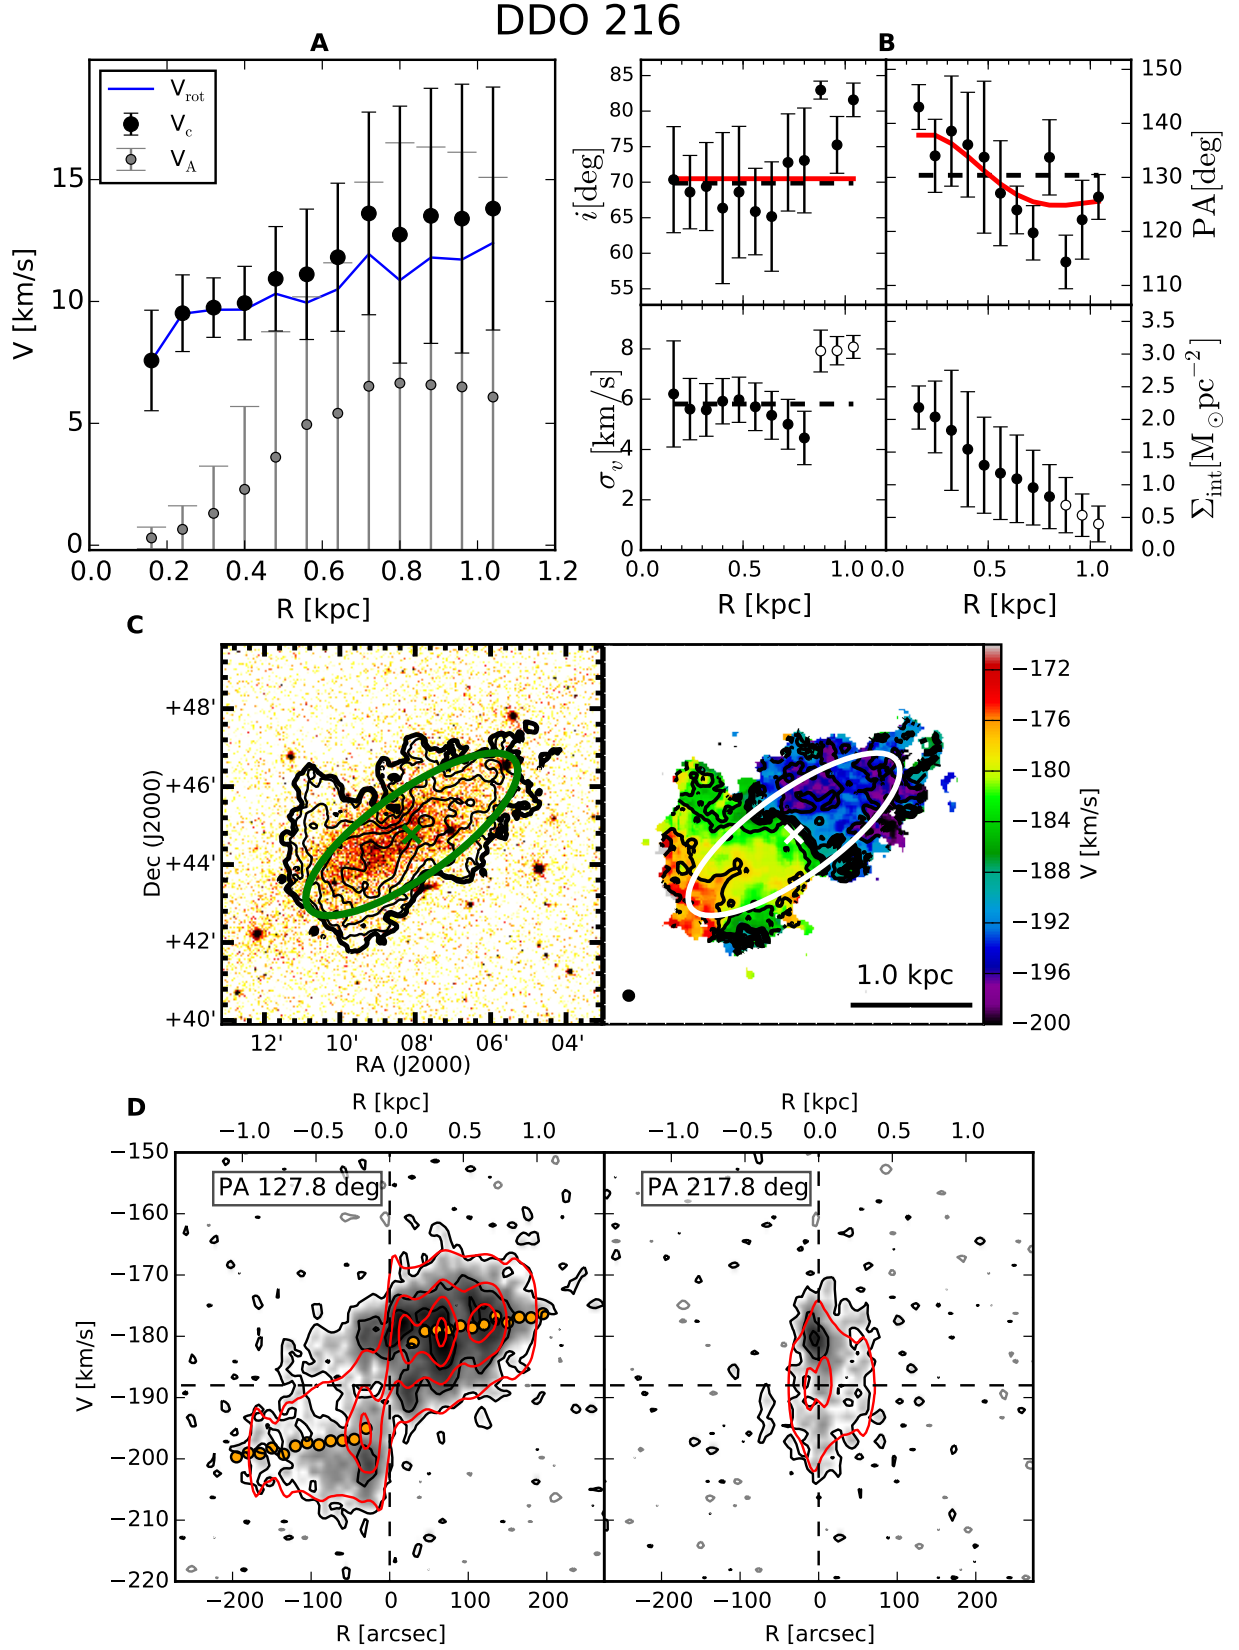 DDO 216
A
B
V_rot
V_c
V_A
15
10
5
0
V [km/s]
0.0 0.2 0.4 0.6 0.8 1.0 1.2
R [kpc]
85
80
75
70
65
60
55
i[deg]
150
140
130
120
110
PA[deg]
8
6
4
2
0
σ_v[km/s]
3.5
3.0
2.5
2.0
1.5
1.0
0.5
0.0
Σ_int[M_⊙pc^−2]
0.5 1.0 0.0 0.5 1.0
R [kpc] R [kpc]
C
+48'
+46'
+44'
+42'
+40'
Dec (J2000)
12' 10' 08' 06' 04'
RA (J2000)
1.0 kpc
−172
−176
−180
−184
−188
−192
−196
−200
V [km/s]
D
R [kpc] R [kpc]
−1.0 −0.5 0.0 0.5 1.0 −1.0 −0.5 0.0 0.5 1.0
PA 127.8 deg PA 217.8 deg
−150
−160
−170
−180
−190
−200
−210
−220
V [km/s]
−200 −100 0 100 200 −200 −100 0 100 200
R [arcsec] R [arcsec]